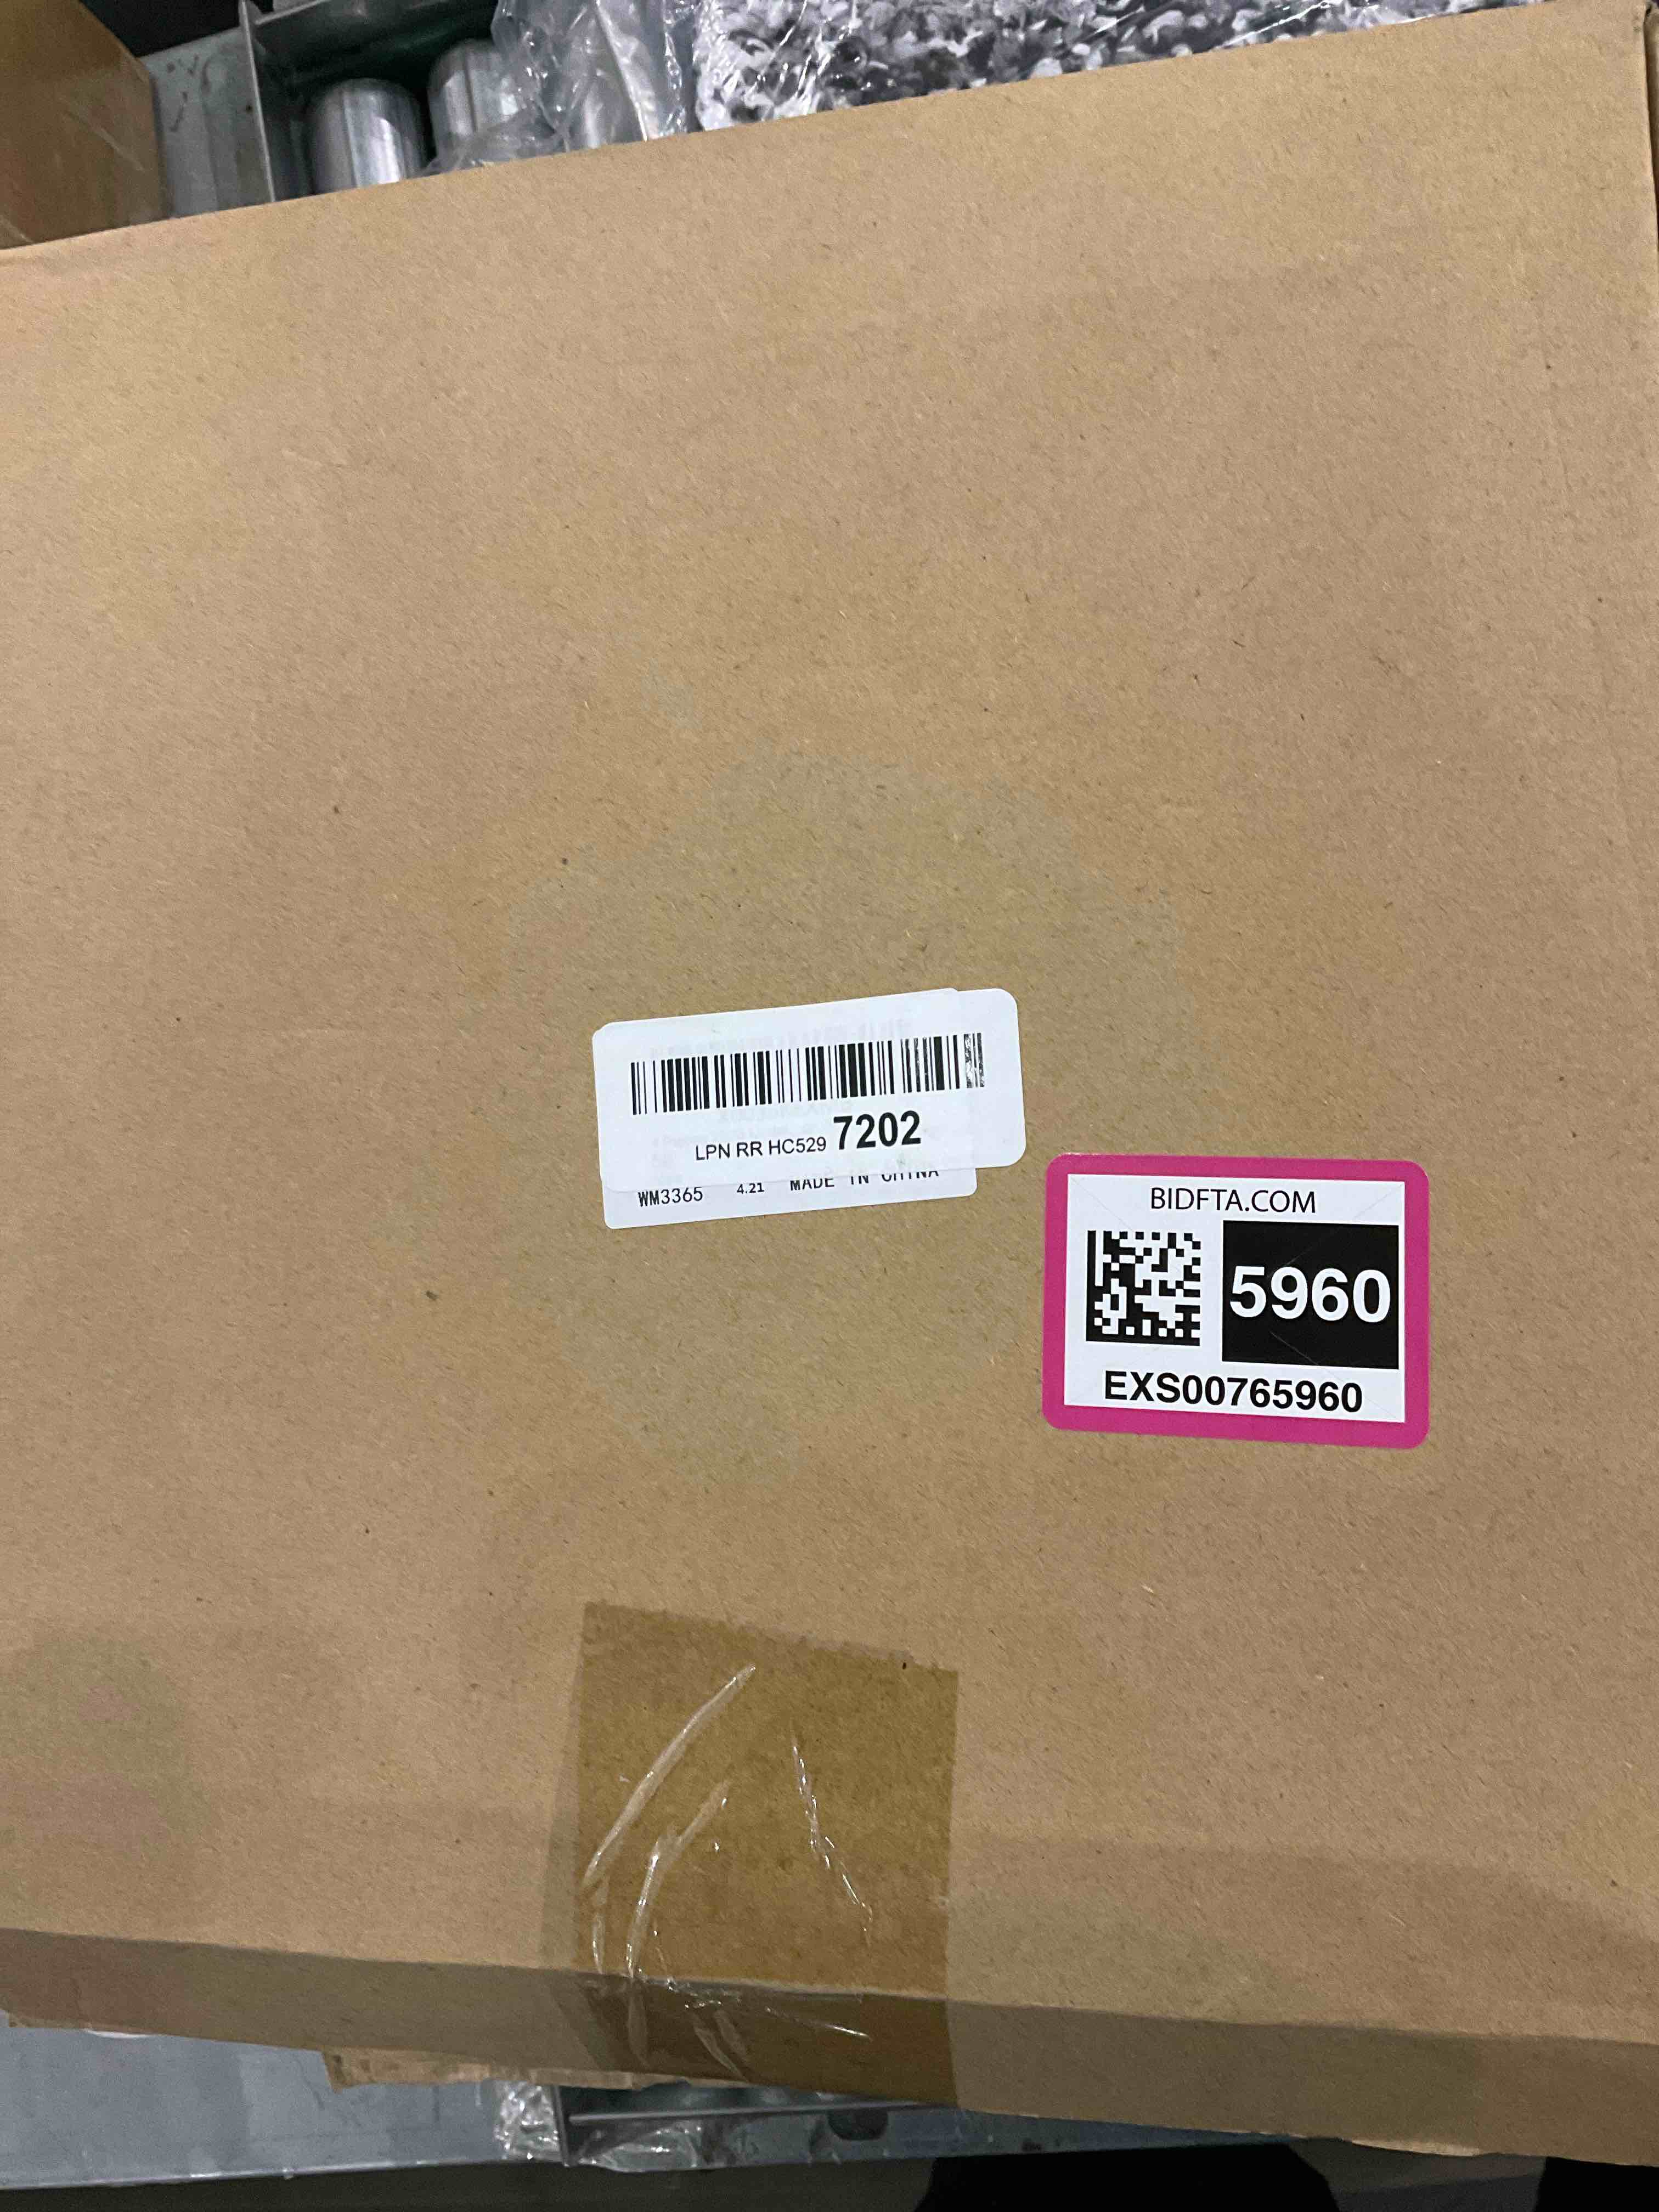 LPN RR HC529 7202
WM3365 4.21 MADE IN CHINA
BIDFTA.COM
5960
EXS00765960